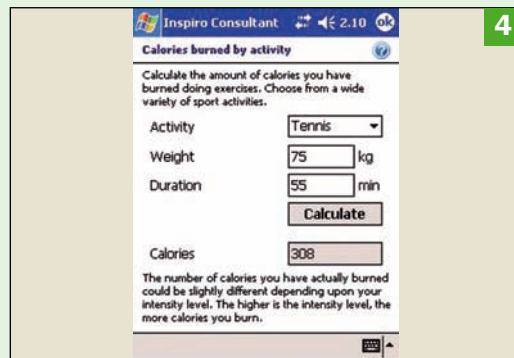 Inspiro Consultant 2.10 ok
4
Calories burned by activity ?
Calculate the amount of calories you have
burned doing exercises. Choose from a wide
variety of sport activities.
Activity Tennis
Weight 75 kg
Duration 55 min
Calculate
Calories 308
The number of calories you have actually burned
could be slightly different depending upon your
intensity level. The higher is the intensity level, the
more calories you burn.